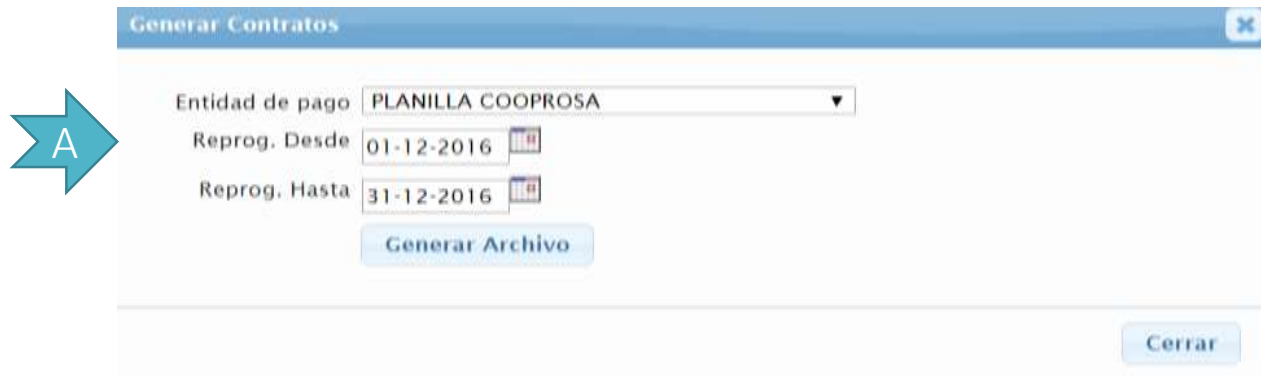 Generar Contratos
A
Entidad de pago PLANILLA COOPROSA
Reprog. Desde 01-12-2016
Reprog. Hasta 31-12-2016
Generar Archivo
Cerrar